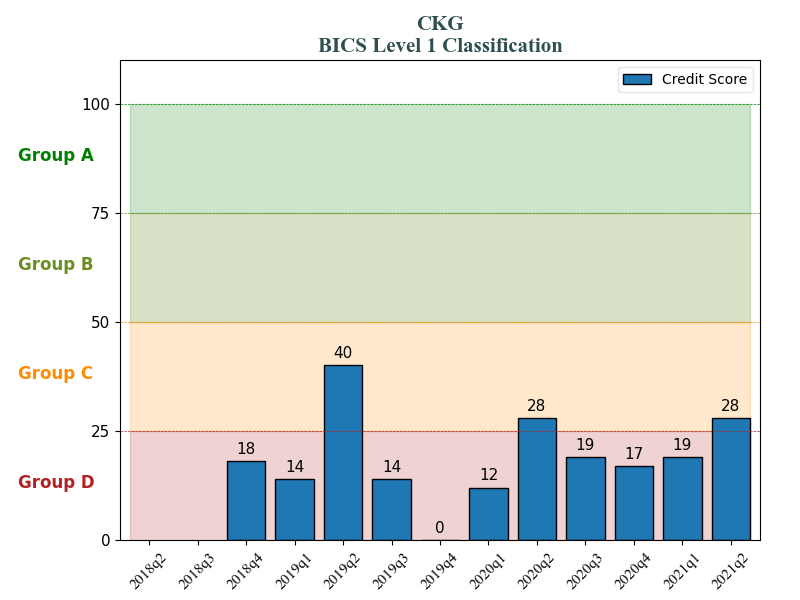 CKG
BICS Level 1 Classification
Credit Score
100
Group A
75
Group B
50
Group C
25
Group D
0
18
14
40
14
0
12
28
19
17
19
28
2018q2
2018q3
2018q4
2019q1
2019q2
2019q3
2019q4
2020q1
2020q2
2020q3
2020q4
2021q1
2021q2